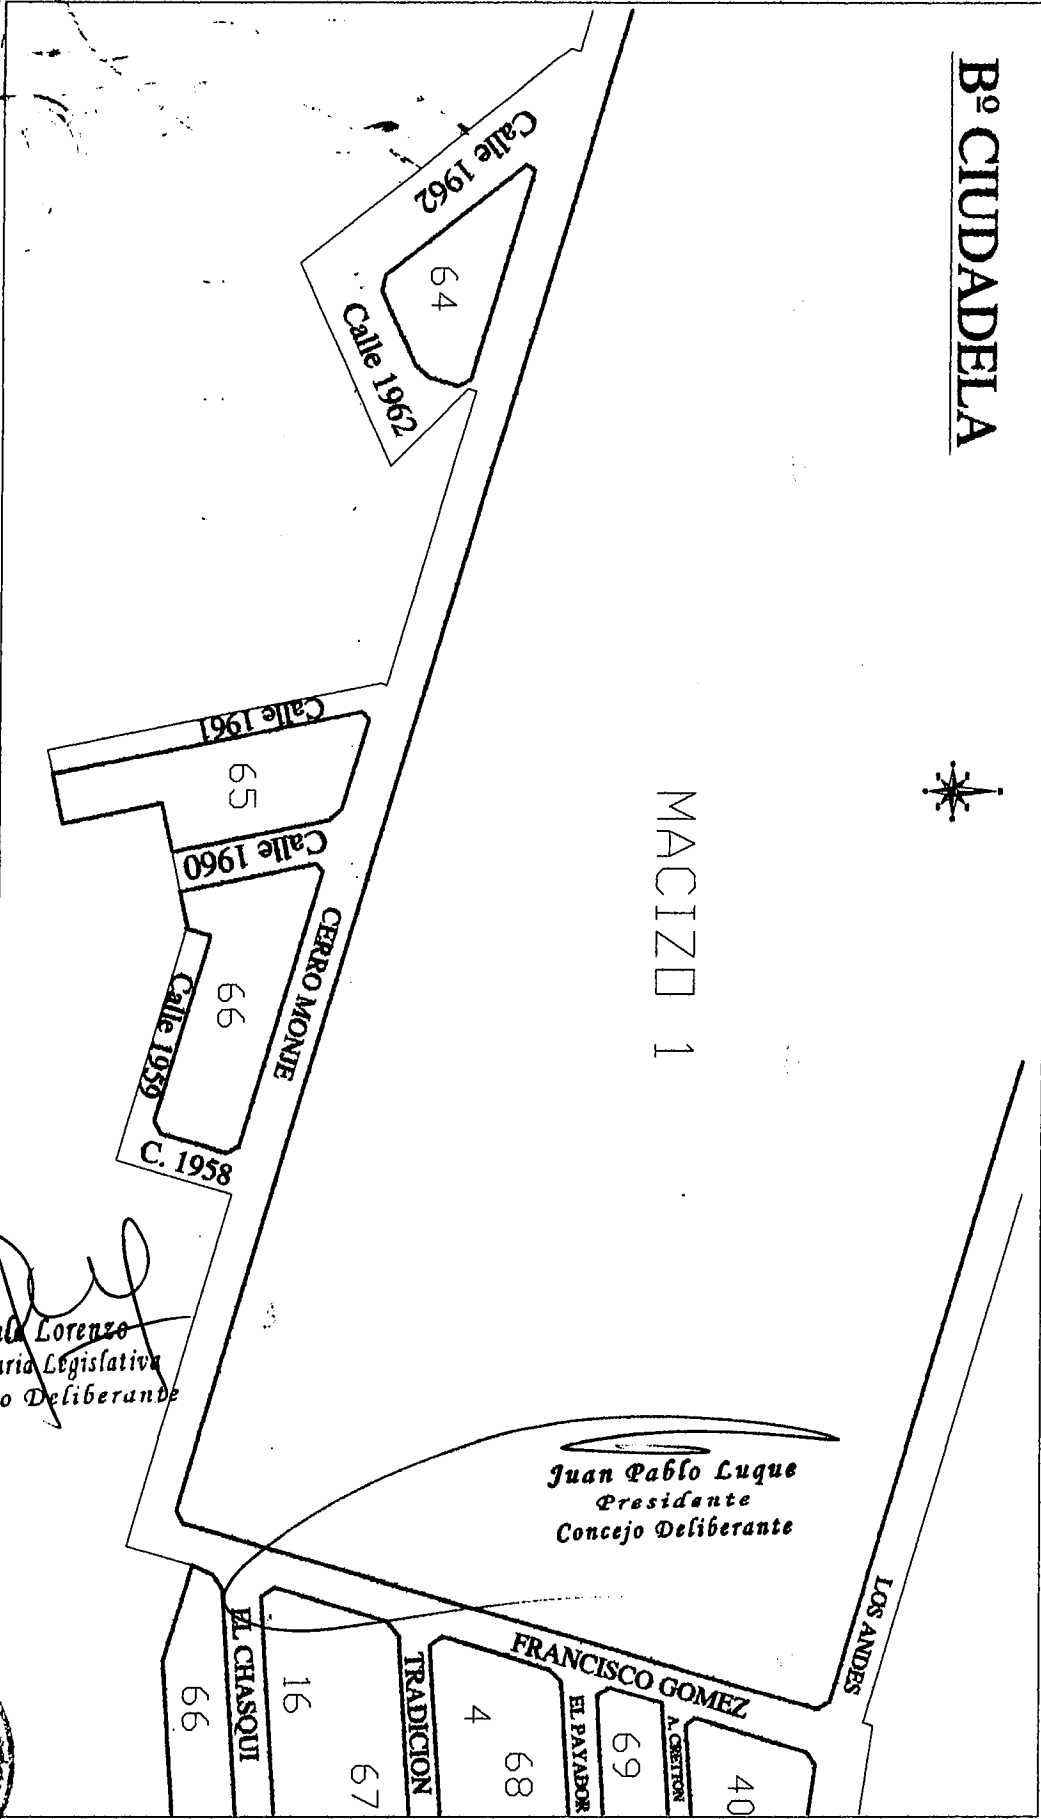 Bº CIUDADELA
Calle 1962
64
Calle 1962
MACIZO 1
Calle 1961
65
Calle 1960
CERRO MONJE
66
Calle 1959
C. 1958
Lorenzo
Legislativa
Deliberante
Juan Pablo Luque
Presidente
Concejo Deliberante
LOS ANDES
FRANCISCO GOMEZ
EL CHASQUI
TRADICION
EL PAYADOR
A. CRETTON
16
66
67
4
68
69
40